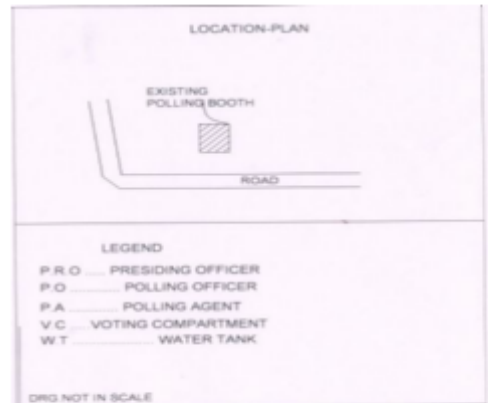 LOCATION-PLAN
EXISTING
POLLING BOOTH
ROAD
LEGEND
P.R.O ..... PRESIDING OFFICER
P.O .............. POLLING OFFICER
P.A .............. POLLING AGENT
V.C ..... VOTING COMPARTMENT
W.T ...................... WATER TANK
DRG NOT IN SCALE